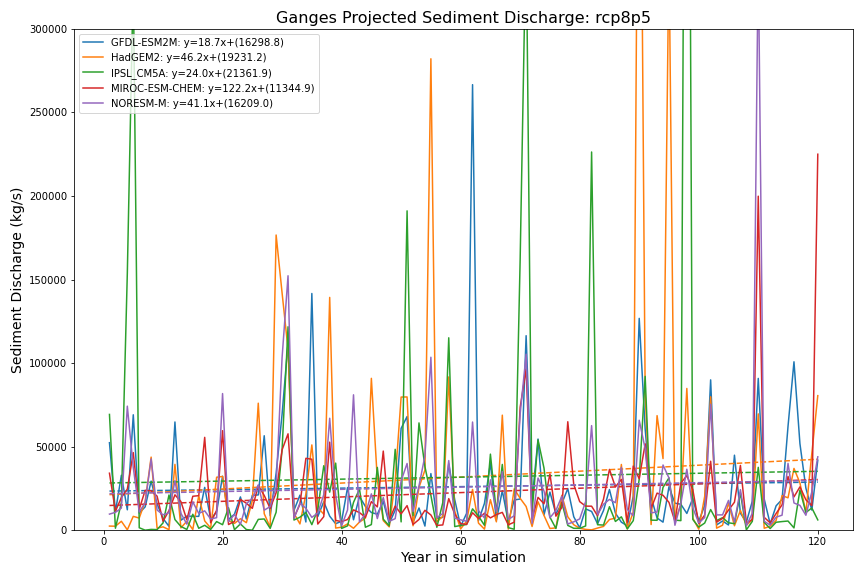 Ganges Projected Sediment Discharge: rcp8p5
GFDL-ESM2M: y=18.7x+(16298.8)
HadGEM2: y=46.2x+(19231.2)
IPSL_CM5A: y=24.0x+(21361.9)
MIROC-ESM-CHEM: y=122.2x+(11344.9)
NORESM-M: y=41.1x+(16209.0)
Sediment Discharge (kg/s)
300000
250000
200000
150000
100000
50000
0
0 20 40 60 80 100 120
Year in simulation